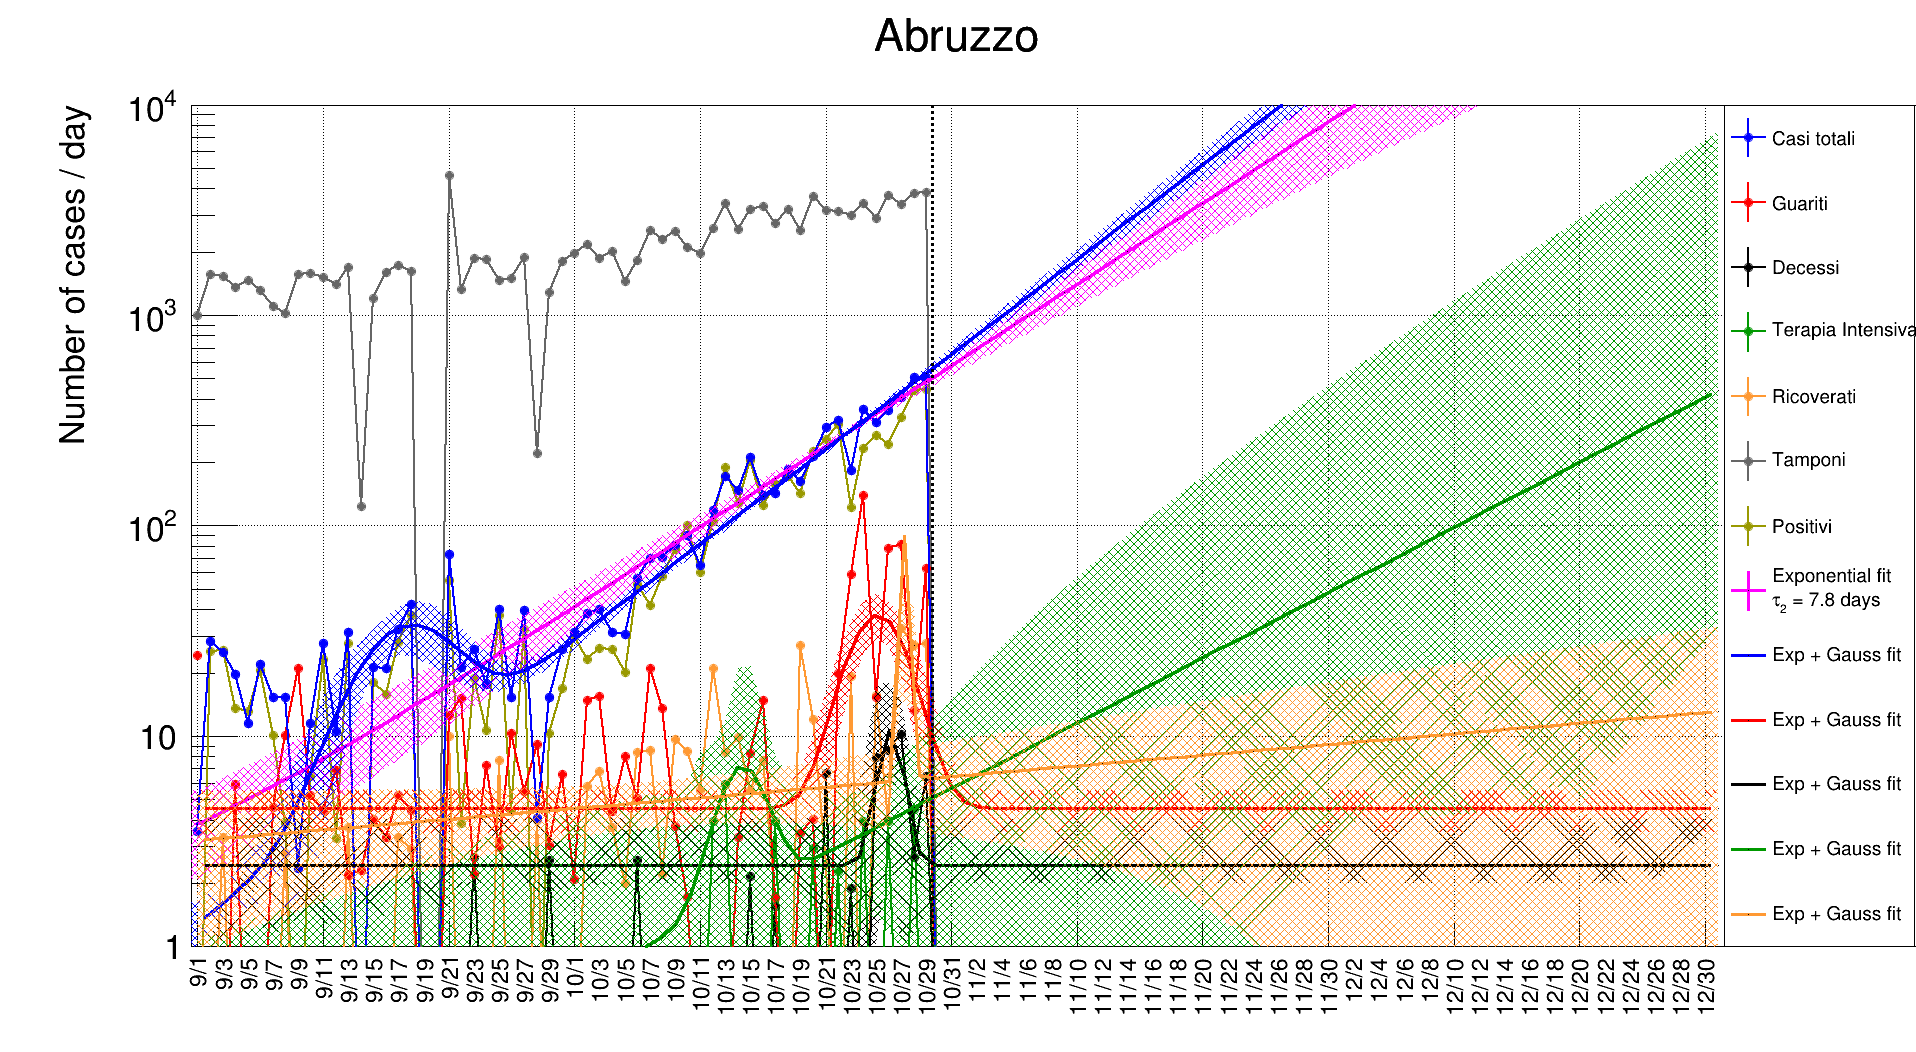 Abruzzo
Number of cases / day
10^4
10^3
10^2
10
1
9/1 9/3 9/5 9/7 9/9 9/11 9/13 9/15 9/17 9/19 9/21 9/23 9/25 9/27 9/29 10/1 10/3 10/5 10/7 10/9 10/11 10/13 10/15 10/17 10/19 10/21 10/23 10/25 10/27 10/29 10/31 11/2 11/4 11/6 11/8 11/10 11/12 11/14 11/16 11/18 11/20 11/22 11/24 11/26 11/28 11/30 12/2 12/4 12/6 12/8 12/10 12/12 12/14 12/16 12/18 12/20 12/22 12/24 12/26 12/28 12/30
Casi totali
Guariti
Decessi
Terapia Intensiva
Ricoverati
Tamponi
Positivi
Exponential fit
τ₂ = 7.8 days
Exp + Gauss fit
Exp + Gauss fit
Exp + Gauss fit
Exp + Gauss fit
Exp + Gauss fit